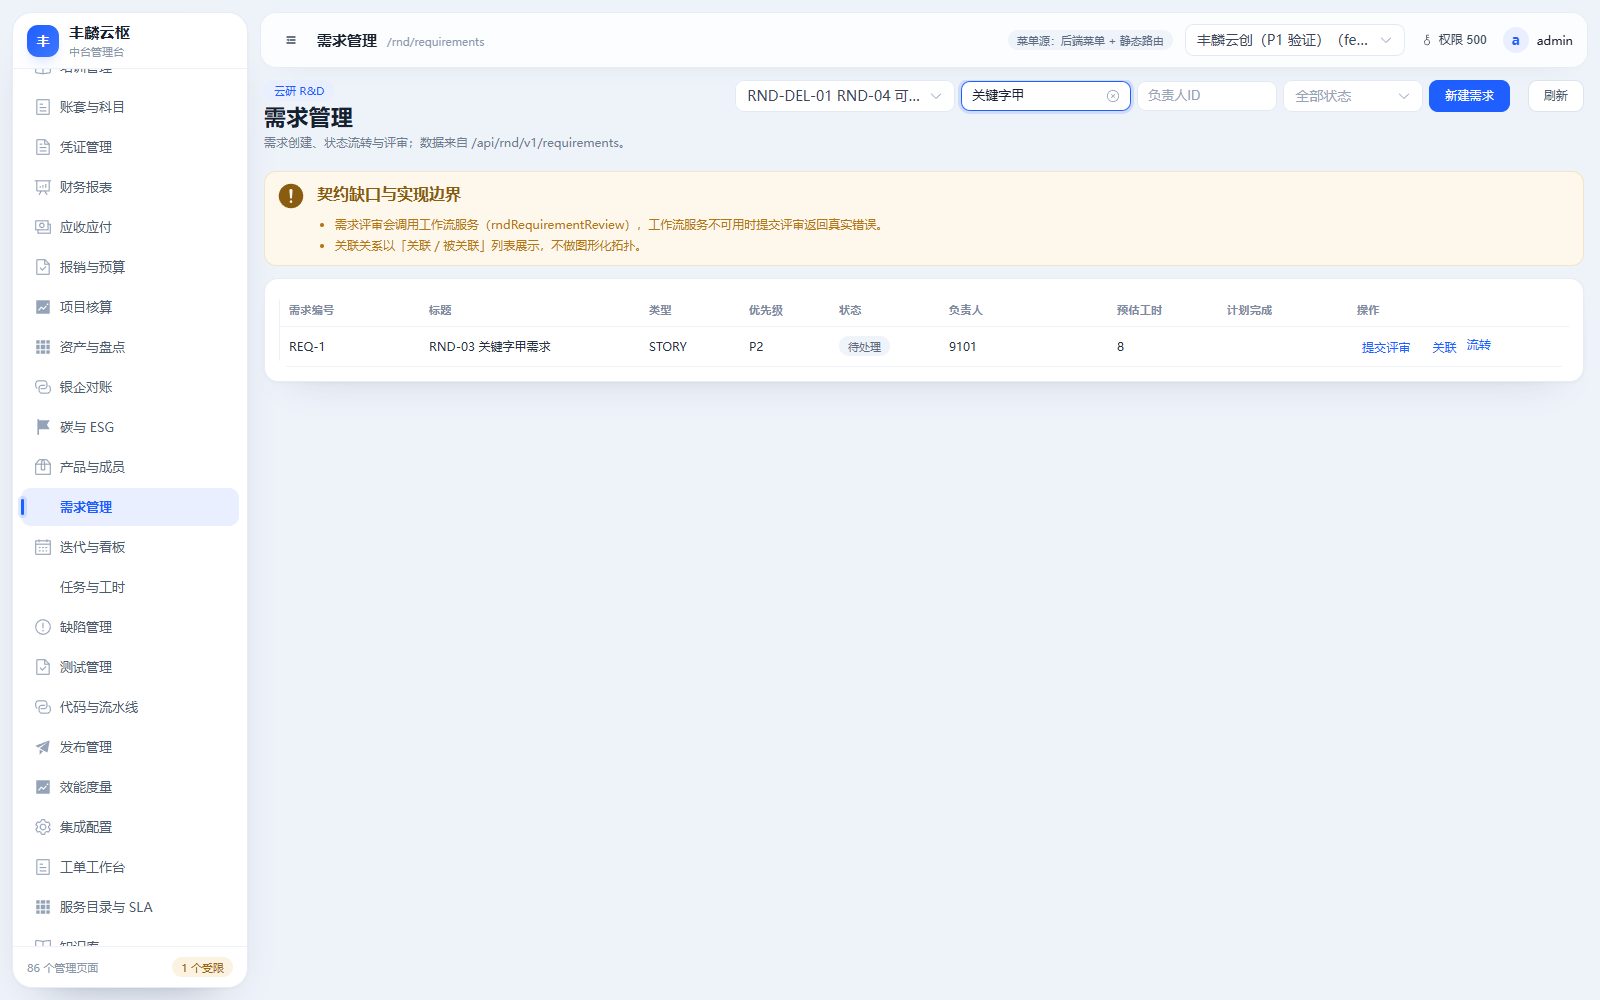 丰
丰麟云枢
中台管理台
培训管理
账套与科目
凭证管理
财务报表
应收应付
报销与预算
项目核算
资产与盘点
银企对账
碳与 ESG
产品与成员
需求管理
迭代与看板
任务与工时
缺陷管理
测试管理
代码与流水线
发布管理
效能度量
集成配置
工单工作台
服务目录与 SLA
知识库
86 个管理页面
1 个受限
需求管理 /rnd/requirements
菜单源：后端菜单 + 静态路由
丰麟云创（P1 验证）（fe...
权限 500
a
admin
云研 R&D
需求管理
需求创建、状态流转与评审；数据来自 /api/rnd/v1/requirements。
RND-DEL-01 RND-04 可...
关键字甲
负责人ID
全部状态
新建需求
刷新
契约缺口与实现边界
• 需求评审会调用工作流服务（rndRequirementReview），工作流服务不可用时提交评审返回真实错误。
• 关联关系以「关联 / 被关联」列表展示，不做图形化拓扑。
需求编号 标题 类型 优先级 状态 负责人 预估工时 计划完成 操作
REQ-1 RND-03 关键字甲需求 STORY P2 待处理 9101 8 提交评审 关联 流转